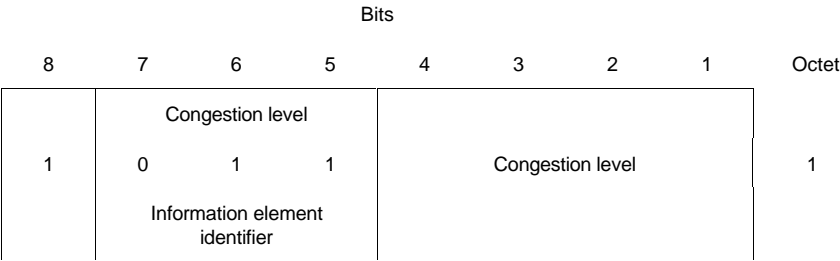 Bits
8 7 6 5 4 3 2 1 Octet
Congestion level
1 0 1 1 Congestion level 1
Information element
identifier